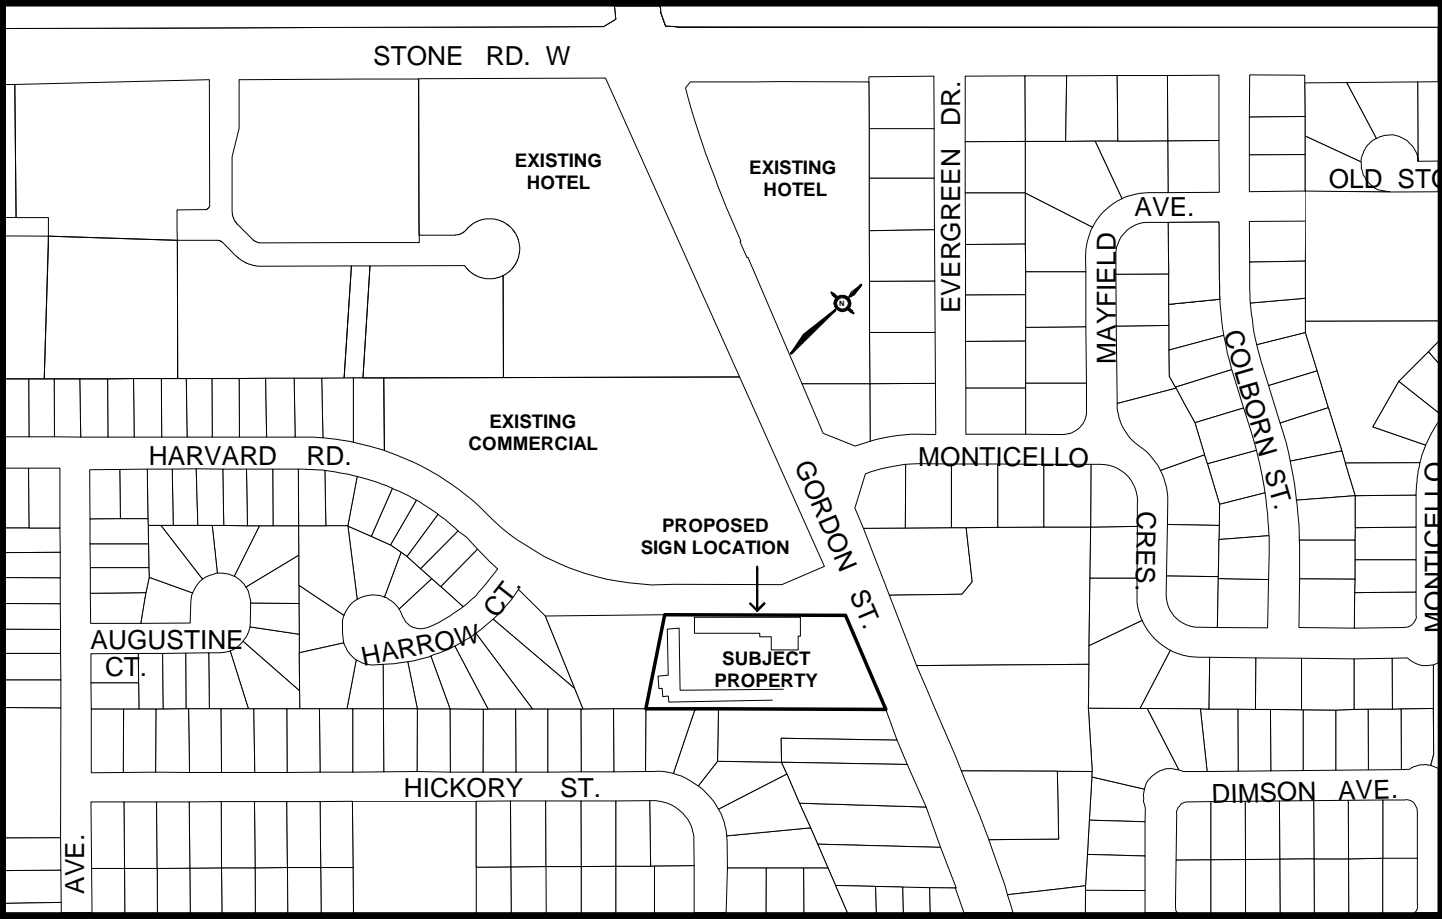 STONE RD. W
EXISTING
HOTEL
EXISTING
HOTEL
EVERGREEN DR.
AVE.
OLD STO
MAYFIELD
N
COLBORN ST.
EXISTING
COMMERCIAL
HARVARD RD.
MONTICELLO
GORDON ST.
CRES.
MONTICELLO
PROPOSED
SIGN LOCATION
AUGUSTINE
CT.
HARROW CT.
SUBJECT
PROPERTY
HICKORY ST.
DIMSON AVE.
AVE.